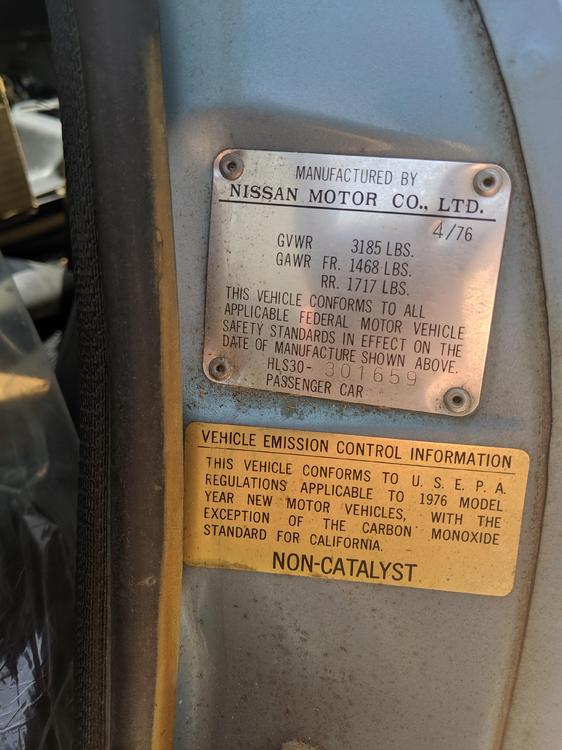 MANUFACTURED BY
NISSAN MOTOR CO., LTD.
4/76
GVWR 3185 LBS.
GAWR FR. 1468 LBS.
RR. 1717 LBS.
THIS VEHICLE CONFORMS TO ALL
APPLICABLE FEDERAL MOTOR VEHICLE
SAFETY STANDARDS IN EFFECT ON THE
DATE OF MANUFACTURE SHOWN ABOVE.
HLS30- 301659
PASSENGER CAR
VEHICLE EMISSION CONTROL INFORMATION
THIS VEHICLE CONFORMS TO U. S. E. P. A.
REGULATIONS APPLICABLE TO 1976 MODEL
YEAR NEW MOTOR VEHICLES, WITH THE
EXCEPTION OF THE CARBON MONOXIDE
STANDARD FOR CALIFORNIA.
NON-CATALYST